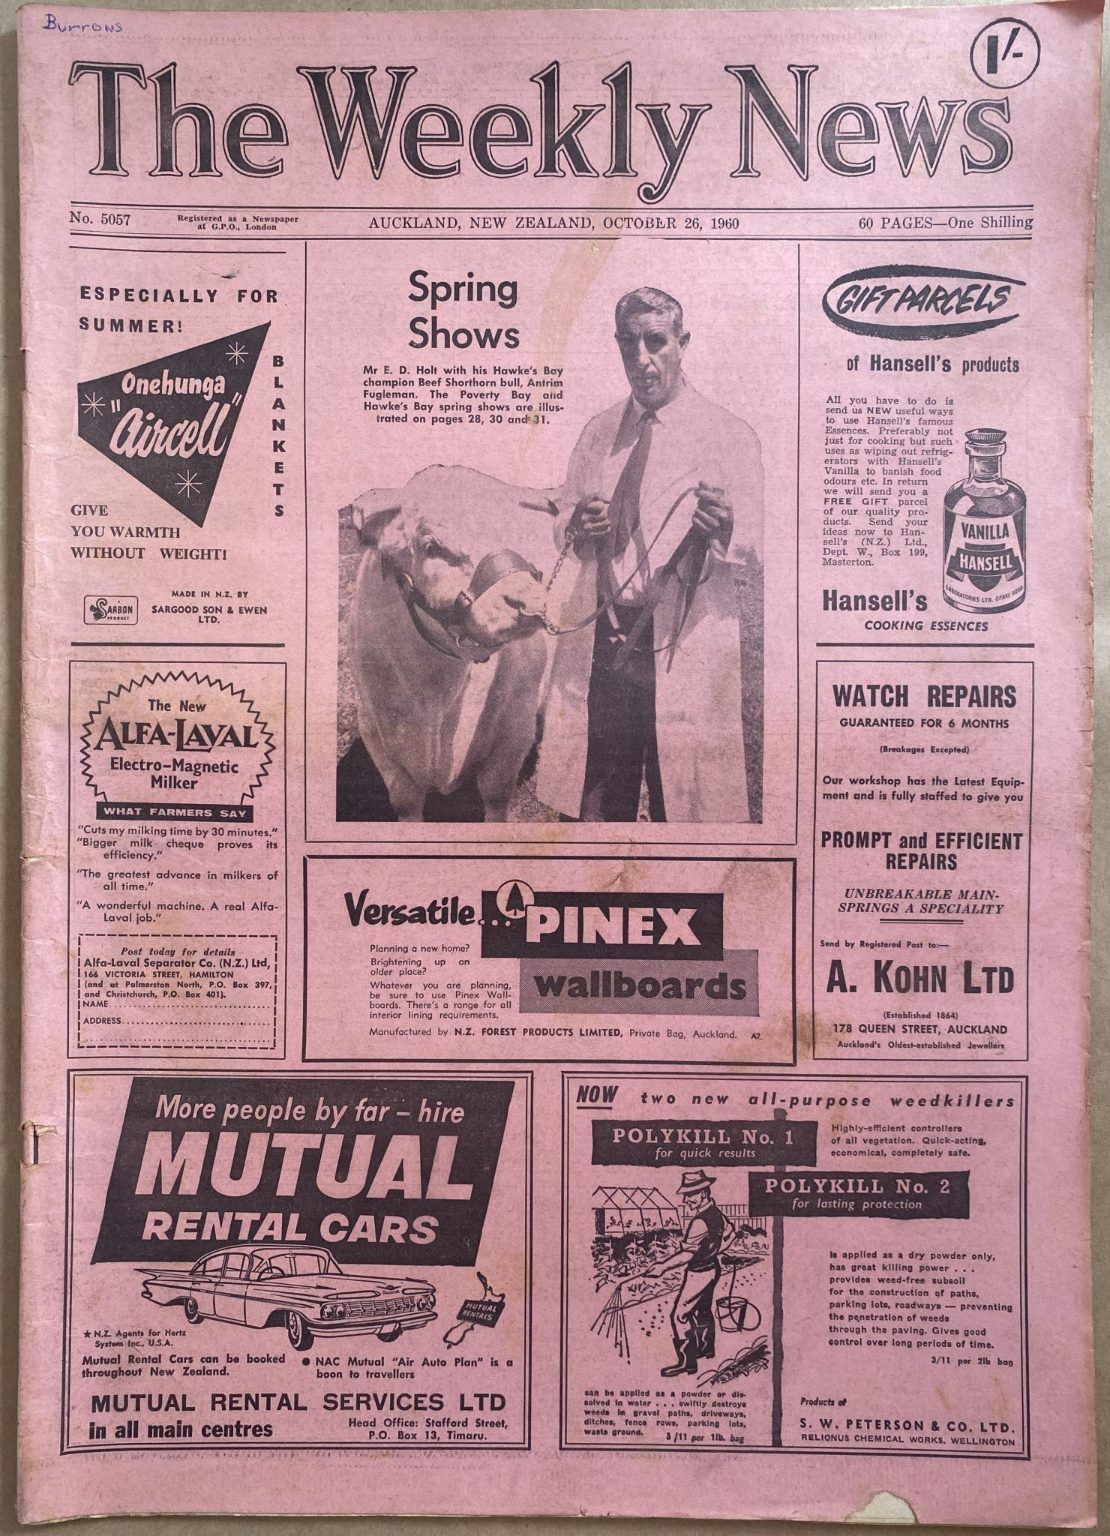 Burrows
1/-
The Weekly News
No. 5057
Registered as a Newspaper
at G.P.O., London
AUCKLAND, NEW ZEALAND, OCTOBER 26, 1960
60 PAGES—One Shilling
ESPECIALLY FOR
SUMMER!
Onehunga
"Aircell"
BLANKETS
GIVE
YOU WARMTH
WITHOUT WEIGHT!
SARBON
PRODUCT
MADE IN N.Z. BY
SARGOOD SON & EWEN
LTD.
Spring
Shows
Mr E. D. Holt with his Hawke's Bay
champion Beef Shorthorn bull, Antrim
Fugleman. The Poverty Bay and
Hawke's Bay spring shows are illus-
trated on pages 28, 30 and 31.
GIFT PARCELS
of Hansell's products
All you have to do is
send us NEW useful ways
to use Hansell's famous
Essences. Preferably not
just for cooking but such
uses as wiping out refrig-
erators with Hansell's
Vanilla to banish food
odours etc. In return
we will send you a
FREE GIFT parcel
of our quality pro-
ducts. Send your
ideas now to Han-
sell's (N.Z.) Ltd.,
Dept. W., Box 199,
Masterton.
VANILLA
HANSELL
LABORATORIES LTD. OPAKI ROAD
Hansell's
COOKING ESSENCES
The New
ALFA-LAVAL
Electro-Magnetic
Milker
WHAT FARMERS SAY
"Cuts my milking time by 30 minutes."
"Bigger milk cheque proves its
efficiency."
"The greatest advance in milkers of
all time."
"A wonderful machine. A real Alfa-
Laval job."
Post today for details
Alfa-Laval Separator Co. (N.Z.) Ltd,
166 VICTORIA STREET, HAMILTON
(and at Palmerston North, P.O. Box 397,
and Christchurch, P.O. Box 401).
NAME
ADDRESS
Versatile...
PINEX
wallboards
Planning a new home?
Brightening up an
older place?
Whatever you are planning,
be sure to use Pinex Wall-
boards. There's a range for all
interior lining requirements.
Manufactured by N.Z. FOREST PRODUCTS LIMITED, Private Bag, Auckland. A2
WATCH REPAIRS
GUARANTEED FOR 6 MONTHS
(Breakages Excepted)
Our workshop has the Latest Equip-
ment and is fully staffed to give you
PROMPT and EFFICIENT
REPAIRS
UNBREAKABLE MAIN-
SPRINGS A SPECIALITY
Send by Registered Post to:—
A. KOHN LTD
(Established 1864)
178 QUEEN STREET, AUCKLAND
Auckland's Oldest-established Jewellers
More people by far – hire
MUTUAL
RENTAL CARS
MUTUAL
RENTALS
★ N.Z. Agents for Hertz
System Inc., U.S.A.
Mutual Rental Cars can be booked
throughout New Zealand.
● NAC Mutual "Air Auto Plan" is a
boon to travellers
MUTUAL RENTAL SERVICES LTD
in all main centres
Head Office: Stafford Street,
P.O. Box 13, Timaru.
NOW two new all-purpose weedkillers
POLYKILL No. 1
for quick results
Highly-efficient controllers
of all vegetation. Quick-acting,
economical, completely safe.
POLYKILL No. 2
for lasting protection
Is applied as a dry powder only,
has great killing power . . .
provides weed-free subsoil
for the construction of paths,
parking lots, roadways — preventing
the penetration of weeds
through the paving. Gives good
control over long periods of time.
3/11 per 2lb bag
can be applied as a powder or dis-
solved in water . . . swiftly destroys
weeds in gravel paths, driveways,
ditches, fence rows, parking lots,
waste ground.
3/11 per 1lb. bag
Products of
S. W. PETERSON & CO. LTD.
RELIONUS CHEMICAL WORKS, WELLINGTON